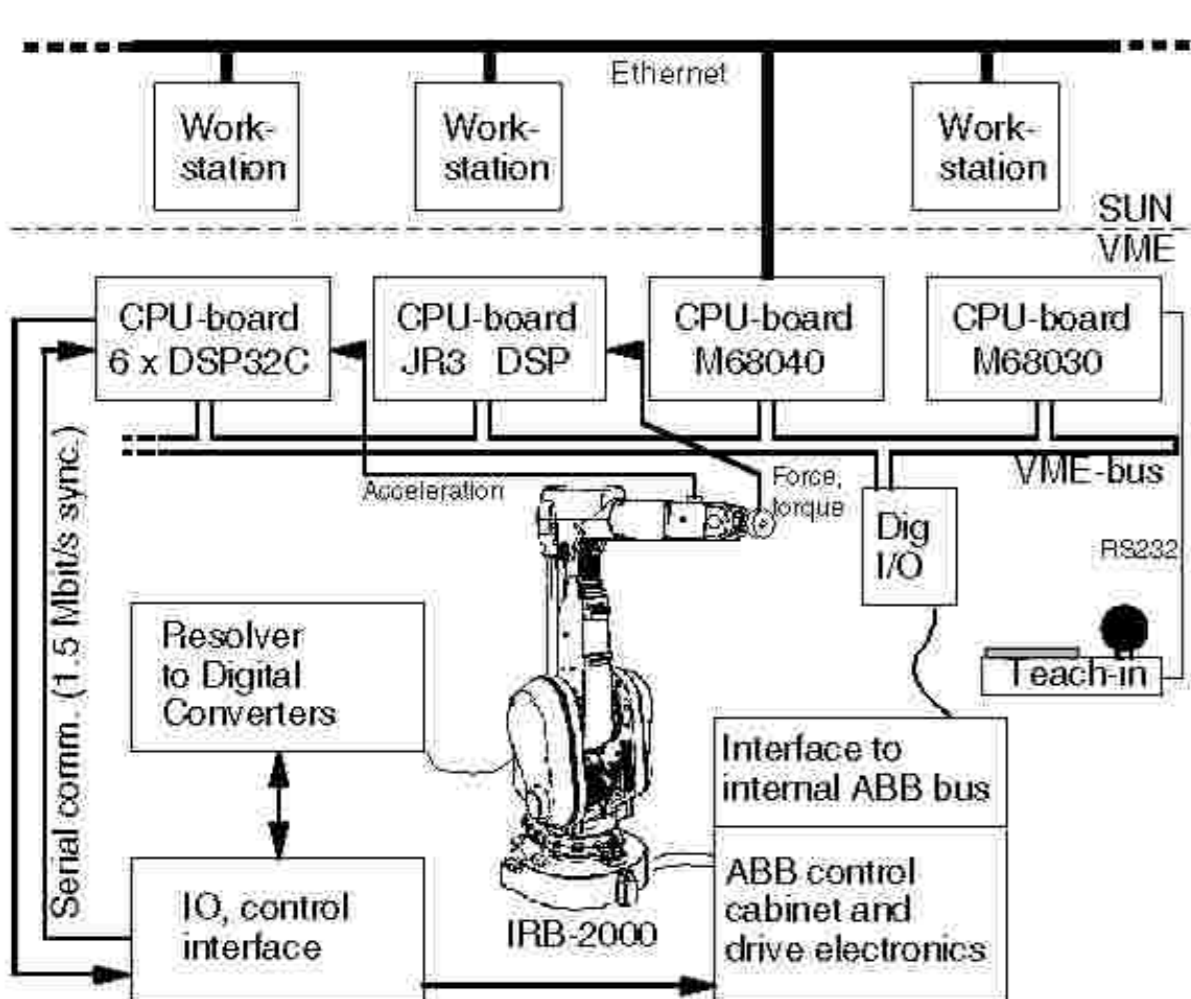 Ethernet
Work-
station
Work-
station
Work-
station
SUN
VME
CPU-board
6 x DSP32C
CPU-board
JR3 DSP
CPU-board
M68040
CPU-board
M68030
VME-bus
Acceleration
Force,
torque
Dig
I/O
RS232
Serial comm. (1.5 Mbit/s sync.)
Resolver
to Digital
Converters
Teach-in
Interface to
internal ABB bus
IO, control
interface
IRB-2000
ABB control
cabinet and
drive electronics